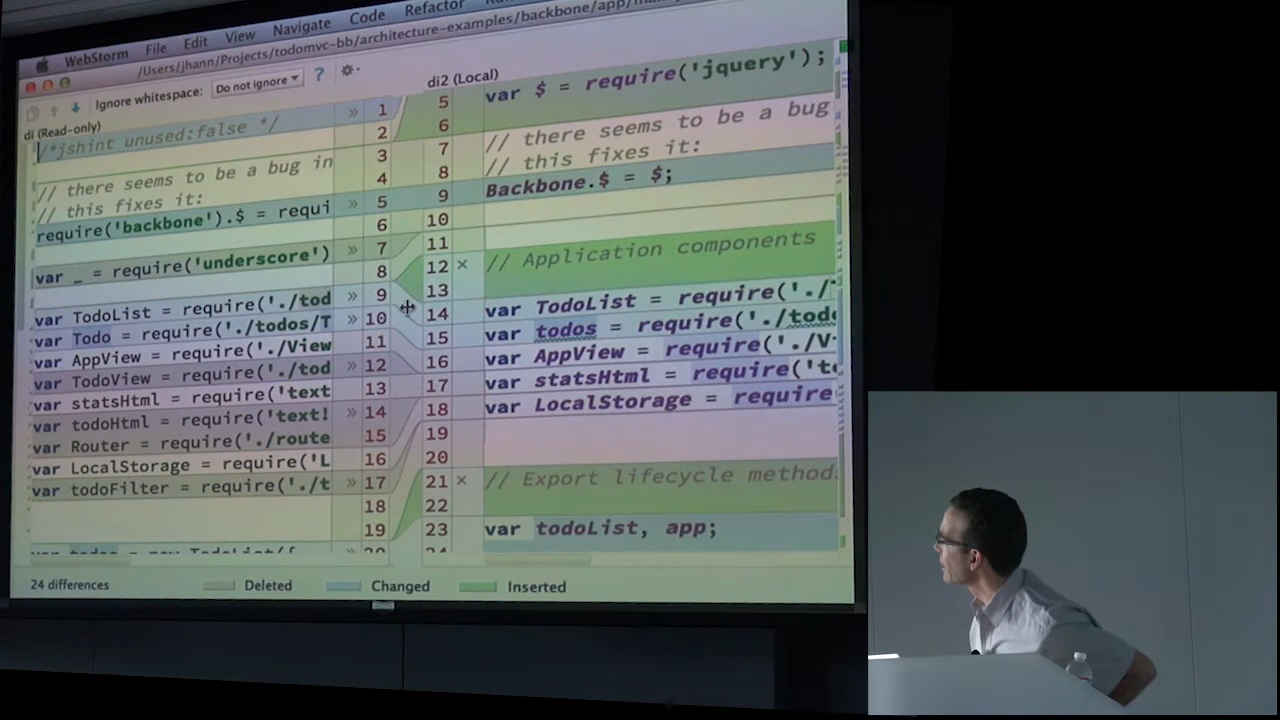 WebStorm File Edit View Navigate Code Refactor
/Users/jhann/Projects/todomvc-bb/architecture-examples/backbone/app/
Ignore whitespace: Do not ignore ?
di (Read-only)
di2 (Local)
/*jshint unused:false */
// there seems to be a bug in
// this fixes it:
require('backbone').$ = requi
var _ = require('underscore')
var TodoList = require('./tod
var Todo = require('./todos/T
var AppView = require('./View
var TodoView = require('./tod
var statsHtml = require('text
var todoHtml = require('text!
var Router = require('./route
var LocalStorage = require('L
var todoFilter = require('./t
var todos = new TodoList([
» 1
2
3
4
» 5
6
» 7
8
» 9
» 10
11
» 12
13
» 14
15
16
» 17
18
19
» 20
5
6
7
8
9
10
11
12 ×
13
14
15
16
17
18
19
20
21 ×
22
23
24
var $ = require('jquery');
// there seems to be a bug
// this fixes it:
Backbone.$ = $;
// Application components
var TodoList = require('./
var todos = require('./todo
var AppView = require('./V
var statsHtml = require('te
var LocalStorage = require
// Export lifecycle method
var todoList, app;
24 differences Deleted Changed Inserted